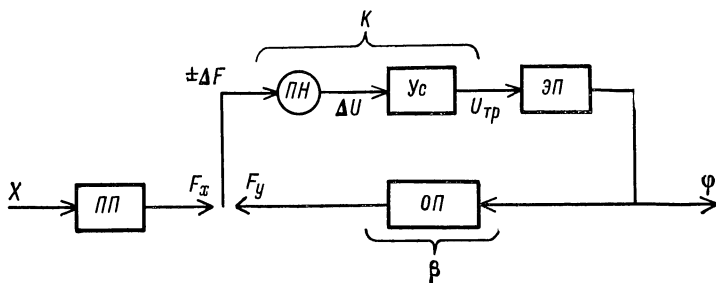 K
±ΔF ПН ΔU Ус Uтр ЭП
X ПП Fx Fy ОП φ
β